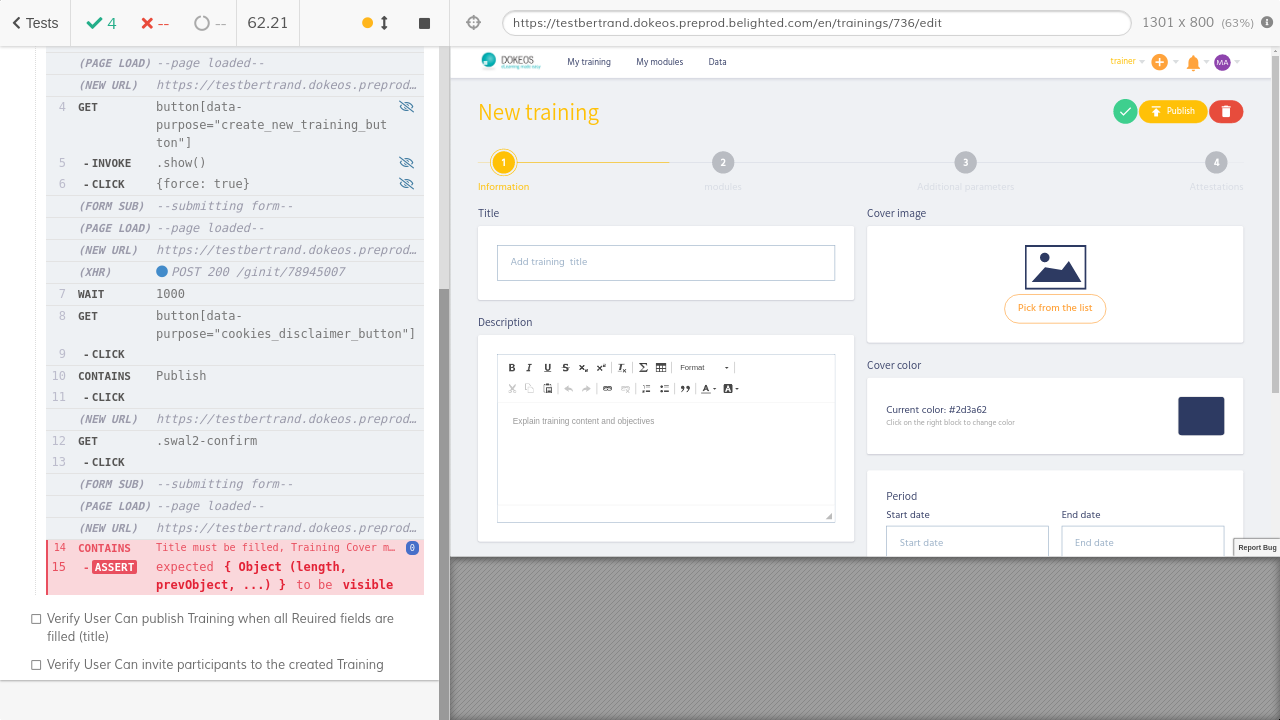 Tests
4
--
--
62.21
https://testbertrand.dokeos.preprod.belighted.com/en/trainings/736/edit
1301 x 800 (63%)
(PAGE LOAD) --page loaded--
(NEW URL) https://testbertrand.dokeos.preprod…
4 GET button[data-
purpose="create_new_training_but
ton"]
5 -INVOKE .show()
6 -CLICK {force: true}
(FORM SUB) --submitting form--
(PAGE LOAD) --page loaded--
(NEW URL) https://testbertrand.dokeos.preprod…
(XHR) POST 200 /ginit/78945007
7 WAIT 1000
8 GET button[data-
purpose="cookies_disclaimer_button"]
9 -CLICK
10 CONTAINS Publish
11 -CLICK
(NEW URL) https://testbertrand.dokeos.preprod…
12 GET .swal2-confirm
13 -CLICK
(FORM SUB) --submitting form--
(PAGE LOAD) --page loaded--
(NEW URL) https://testbertrand.dokeos.preprod…
14 CONTAINS Title must be filled, Training Cover m… 0
15 -ASSERT expected { Object (length,
prevObject, ...) } to be visible
Verify User Can publish Training when all Reuired fields are
filled (title)
Verify User Can invite participants to the created Training
DOKEOS
My training
My modules
Data
trainer
MA
New training
Publish
1
2
3
4
Information
modules
Additional parameters
Attestations
Title
Add training title
Description
B I U S
Format
Explain training content and objectives
Cover image
Pick from the list
Cover color
Current color: #2d3a62
Click on the right block to change color
Period
Start date
End date
Start date
End date
Report Bug